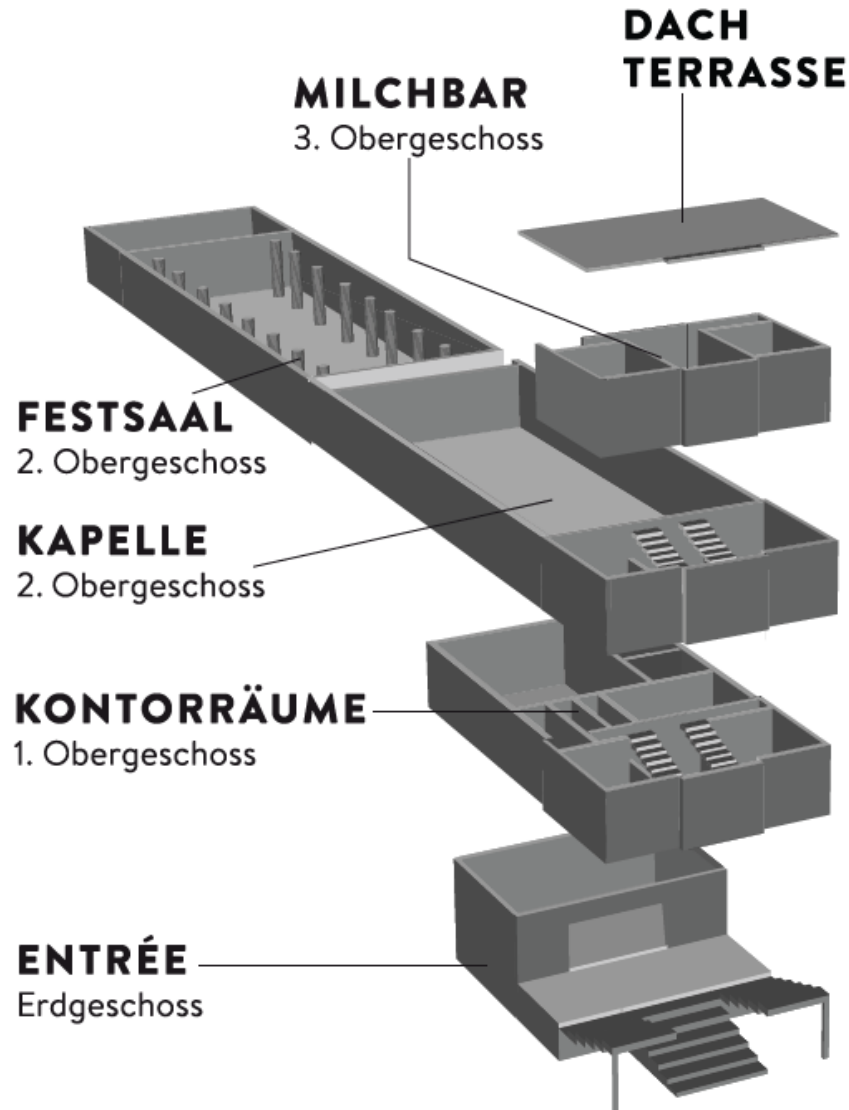 DACH
TERRASSE
MILCHBAR
3. Obergeschoss
FESTSAAL
2. Obergeschoss
KAPELLE
2. Obergeschoss
KONTORRÄUME
1. Obergeschoss
ENTRÉE
Erdgeschoss